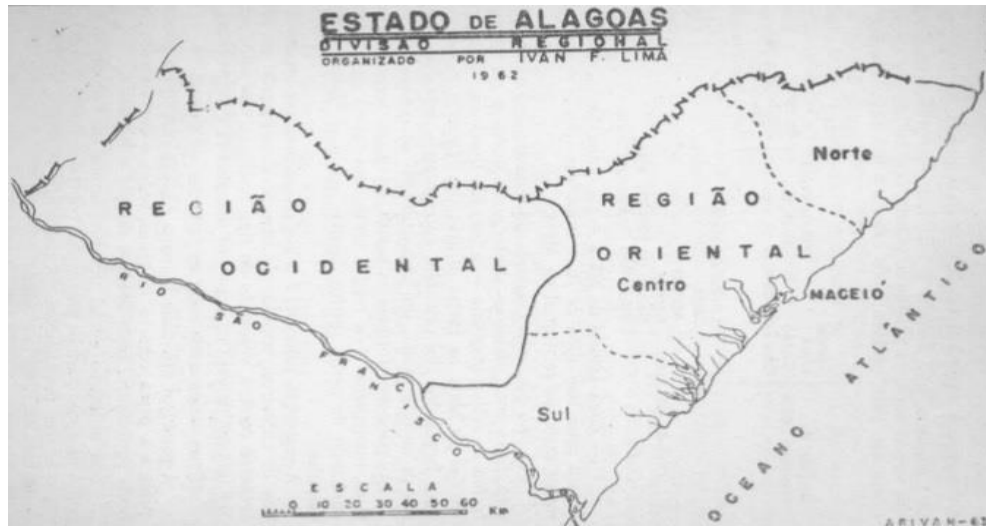 ESTADO DE ALAGOAS
DIVISÃO REGIONAL
ORGANIZADO POR IVAN F. LIMA
1962
Norte
REGIÃO
OCIDENTAL
REGIÃO
ORIENTAL
Centro
MACEIÓ
Sul
RIO SÃO FRANCISCO
OCEANO ATLÂNTICO
ESCALA
0 10 20 30 40 50 60 Km